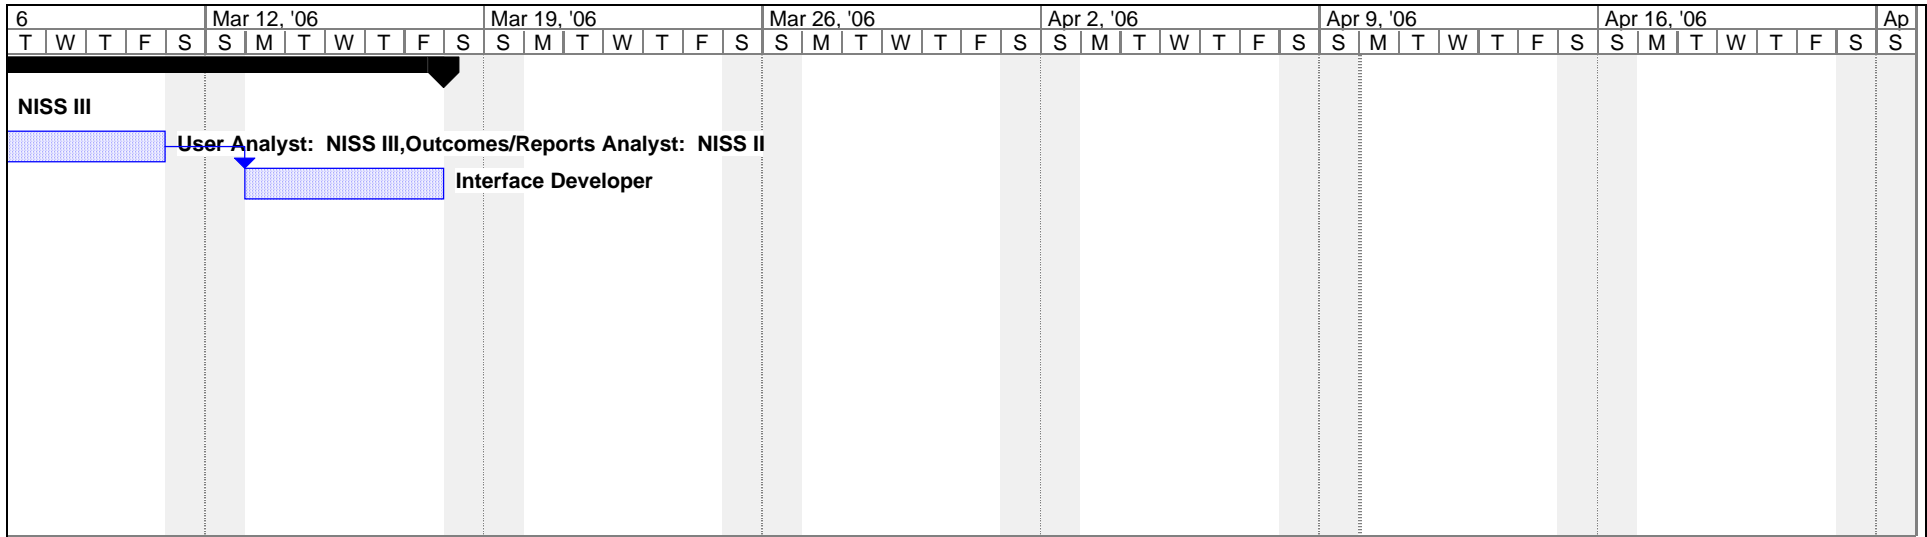 6 Mar 12, '06 Mar 19, '06 Mar 26, '06 Apr 2, '06 Apr 9, '06 Apr 16, '06 Ap
T W T F S S M T W T F S S M T W T F S S M T W T F S S M T W T F S S M T W T F S S M T W T F S S
NISS III
User Analyst: NISS III,Outcomes/Reports Analyst: NISS II
Interface Developer